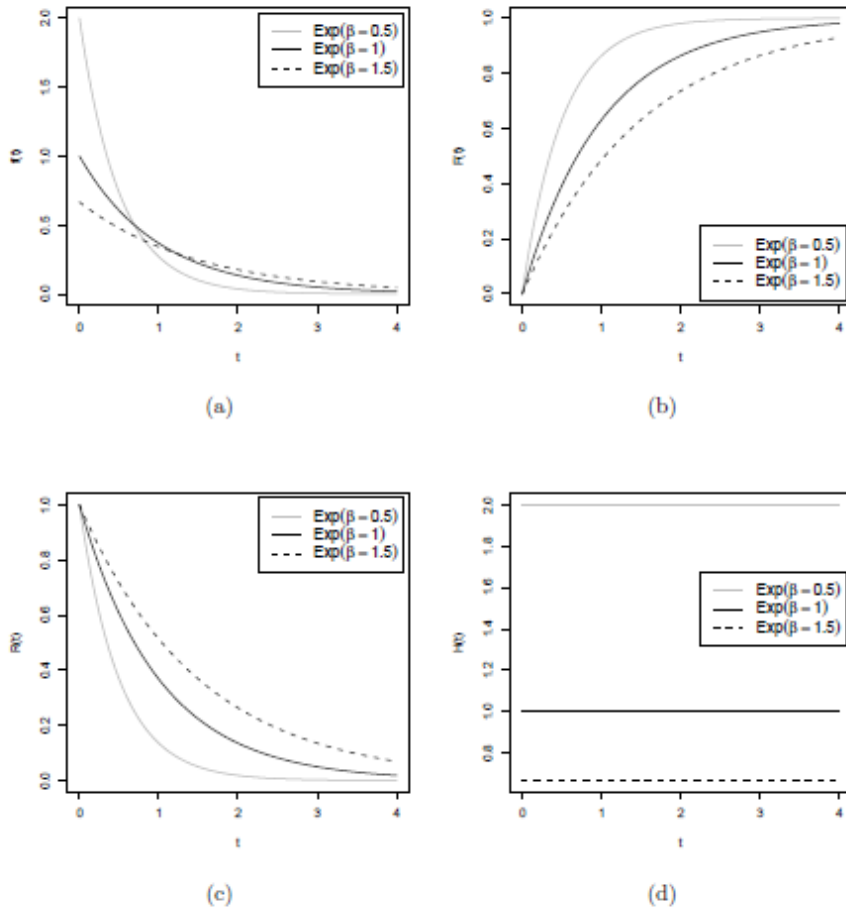 2.0
1.5
1.0
0.5
0.0
f(t)
Exp(β = 0.5)
Exp(β = 1)
Exp(β = 1.5)
0 1 2 3 4
t
(a)
1.0
0.8
0.6
0.4
0.2
0.0
F(t)
Exp(β = 0.5)
Exp(β = 1)
Exp(β = 1.5)
0 1 2 3 4
t
(b)
1.0
0.8
0.6
0.4
0.2
0.0
R(t)
Exp(β = 0.5)
Exp(β = 1)
Exp(β = 1.5)
0 1 2 3 4
t
(c)
2.0
1.8
1.6
1.4
1.2
1.0
0.8
H(t)
Exp(β = 0.5)
Exp(β = 1)
Exp(β = 1.5)
0 1 2 3 4
t
(d)